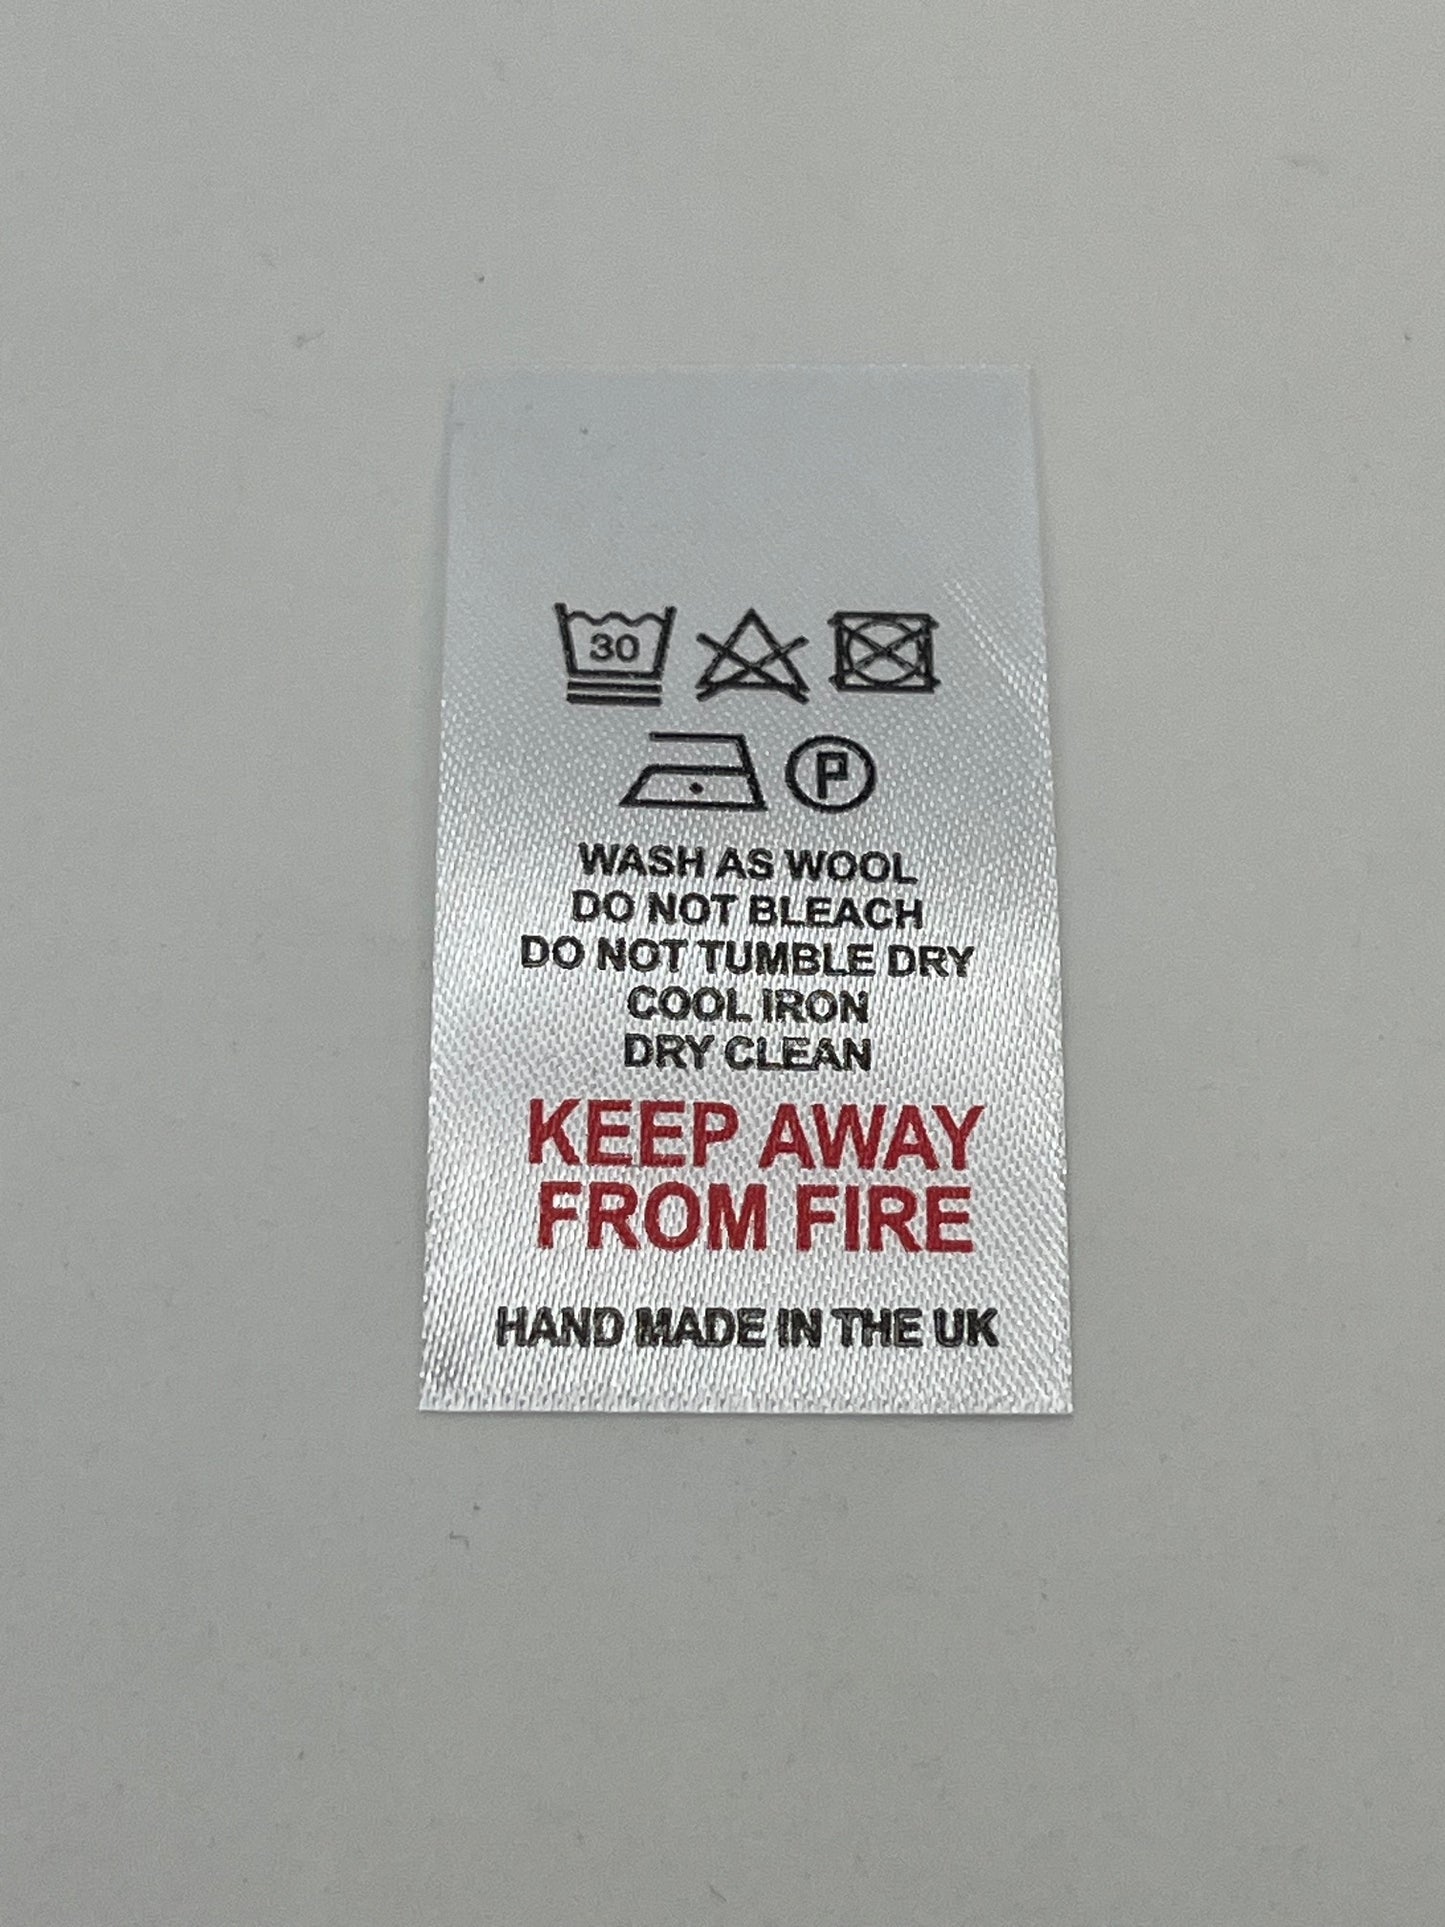 30
P
WASH AS WOOL
DO NOT BLEACH
DO NOT TUMBLE DRY
COOL IRON
DRY CLEAN
KEEP AWAY
FROM FIRE
HAND MADE IN THE UK